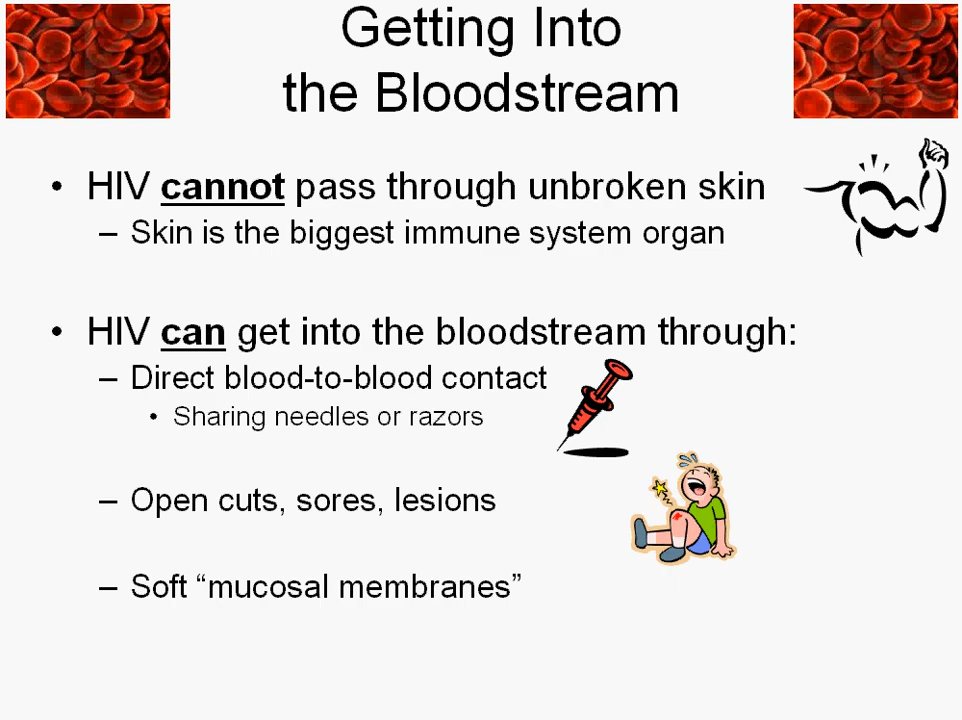 Getting Into
the Bloodstream
• HIV cannot pass through unbroken skin
– Skin is the biggest immune system organ
• HIV can get into the bloodstream through:
– Direct blood-to-blood contact
• Sharing needles or razors
– Open cuts, sores, lesions
– Soft “mucosal membranes”